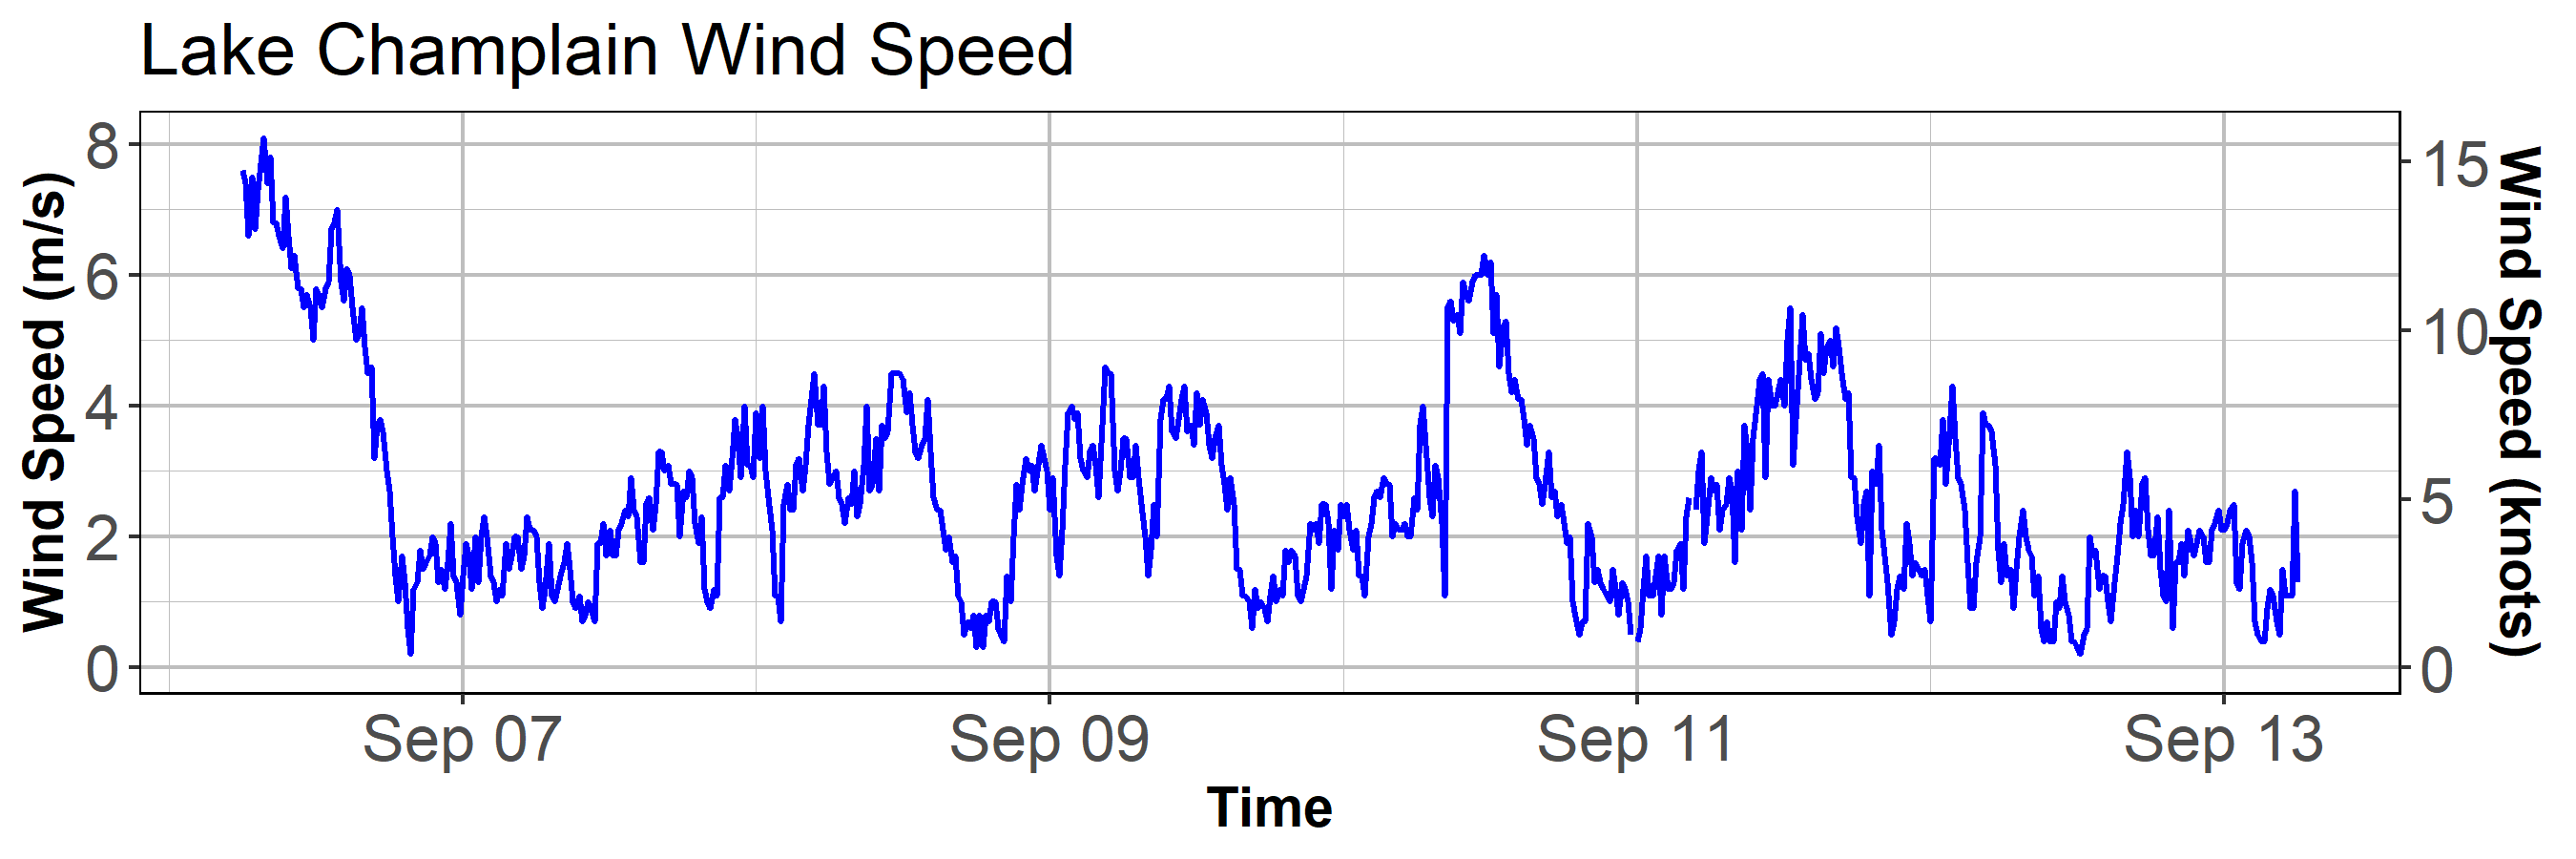 Lake Champlain Wind Speed
Wind Speed (m/s)
8
6
4
2
0
15
10
5
0
Wind Speed (knots)
Sep 07 Sep 09 Sep 11 Sep 13
Time